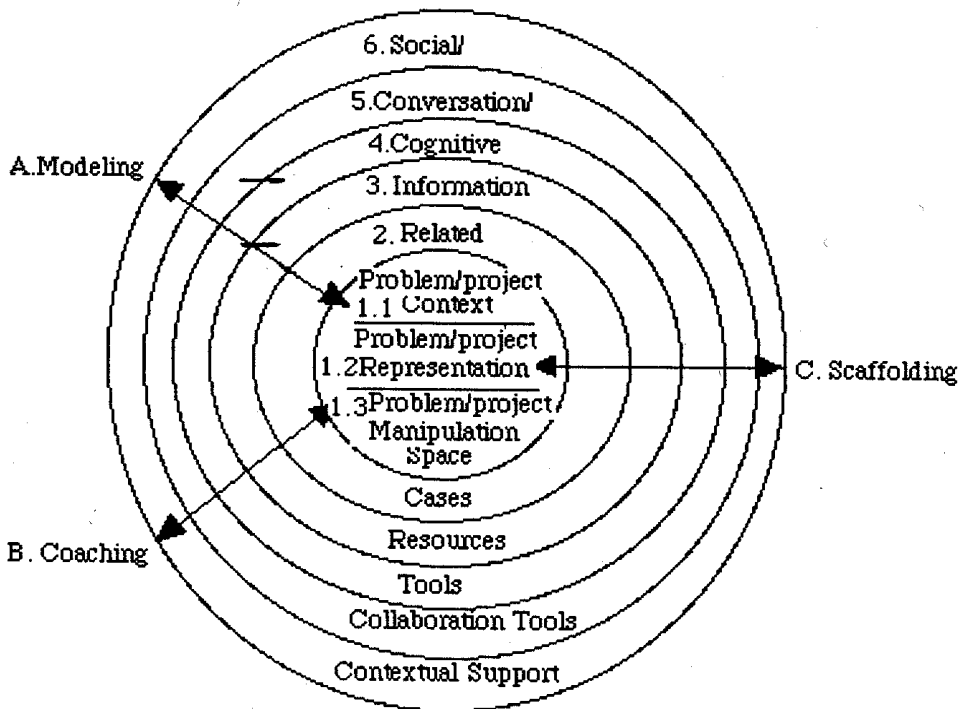 6. Social/
5.Conversation/
4.Cognitive
A.Modeling
3. Information
2. Related
Problem/project
1.1 Context
Problem/project
1.2Representation
C. Scaffolding
1.3Problem/project
Manipulation
Space
Cases
Resources
B. Coaching
Tools
Collaboration Tools
Contextual Support